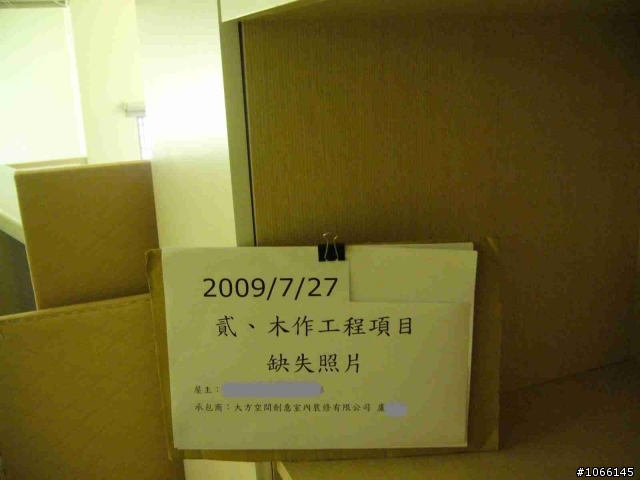 2009/7/27
貳、木作工程項目
缺失照片
屋主：
承包商：大方空間創意室內裝修有限公司 盧
#1066145